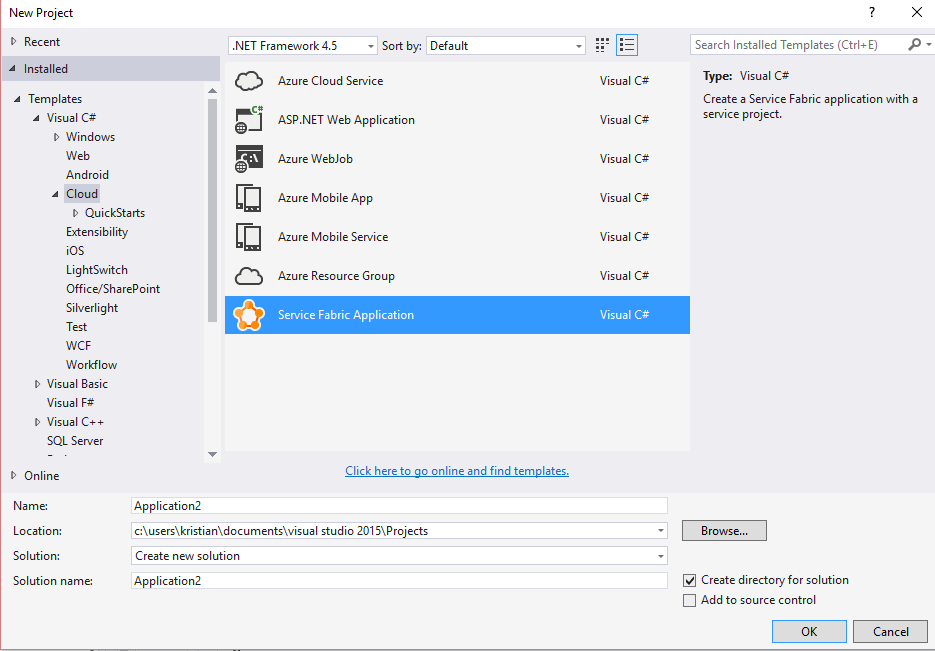 New Project
?
Recent
Installed
Templates
Visual C#
Windows
Web
Android
Cloud
QuickStarts
Extensibility
iOS
LightSwitch
Office/SharePoint
Silverlight
Test
WCF
Workflow
Visual Basic
Visual F#
Visual C++
SQL Server
Online
.NET Framework 4.5
Sort by: Default
Azure Cloud Service Visual C#
C#
ASP.NET Web Application Visual C#
C:\
Azure WebJob Visual C#
Azure Mobile App Visual C#
Azure Mobile Service Visual C#
Azure Resource Group Visual C#
Service Fabric Application Visual C#
Click here to go online and find templates.
Search Installed Templates (Ctrl+E)
Type: Visual C#
Create a Service Fabric application with a
service project.
Name: Application2
Location: c:\users\kristian\documents\visual studio 2015\Projects
Browse...
Solution: Create new solution
Solution name: Application2
Create directory for solution
Add to source control
OK Cancel